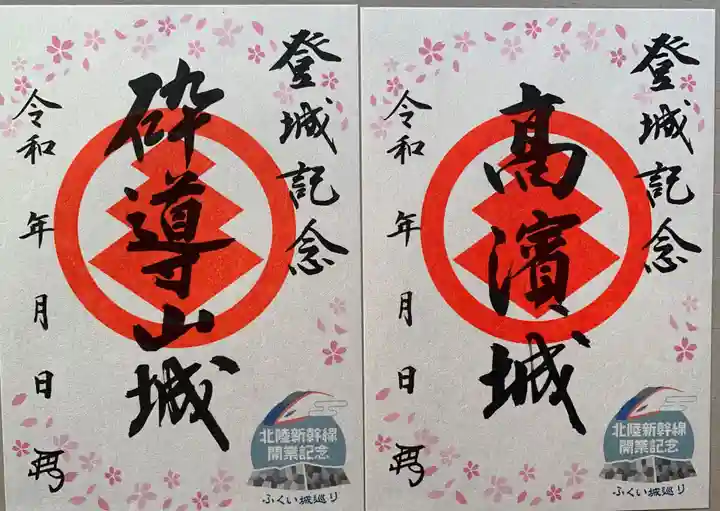 登城記念
砕導山城
令和 年 月 日
北陸新幹線
開業記念
ふくい城巡り
登城記念
高濱城
令和 年 月 日
北陸新幹線
開業記念
ふくい城巡り